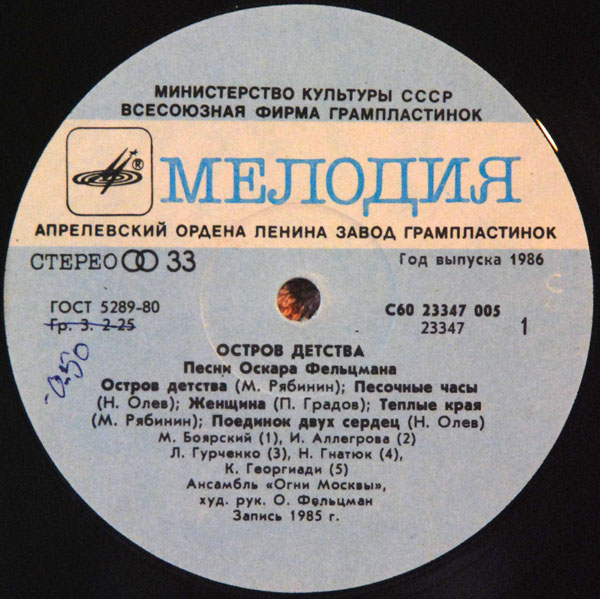 МИНИСТЕРСТВО КУЛЬТУРЫ СССР
ВСЕСОЮЗНАЯ ФИРМА ГРАМПЛАСТИНОК
® МЕЛОДИЯ
АПРЕЛЕВСКИЙ ОРДЕНА ЛЕНИНА ЗАВОД ГРАМПЛАСТИНОК
СТЕРЕО 33 Год выпуска 1986
ГОСТ 5289-80 С60 23347 005
Гр. 3. 2-25 23347 1
0.50
ОСТРОВ ДЕТСТВА
Песни Оскара Фельцмана
Остров детства (М. Рябинин); Песочные часы
(Н. Олев); Женщина (П. Градов); Теплые края
(М. Рябинин); Поединок двух сердец (Н. Олев)
М. Боярский (1), И. Аллегрова (2)
Л. Гурченко (3), Н. Гнатюк (4),
К. Георгиади (5)
Ансамбль «Огни Москвы»,
худ. рук. О. Фельцман
Запись 1985 г.